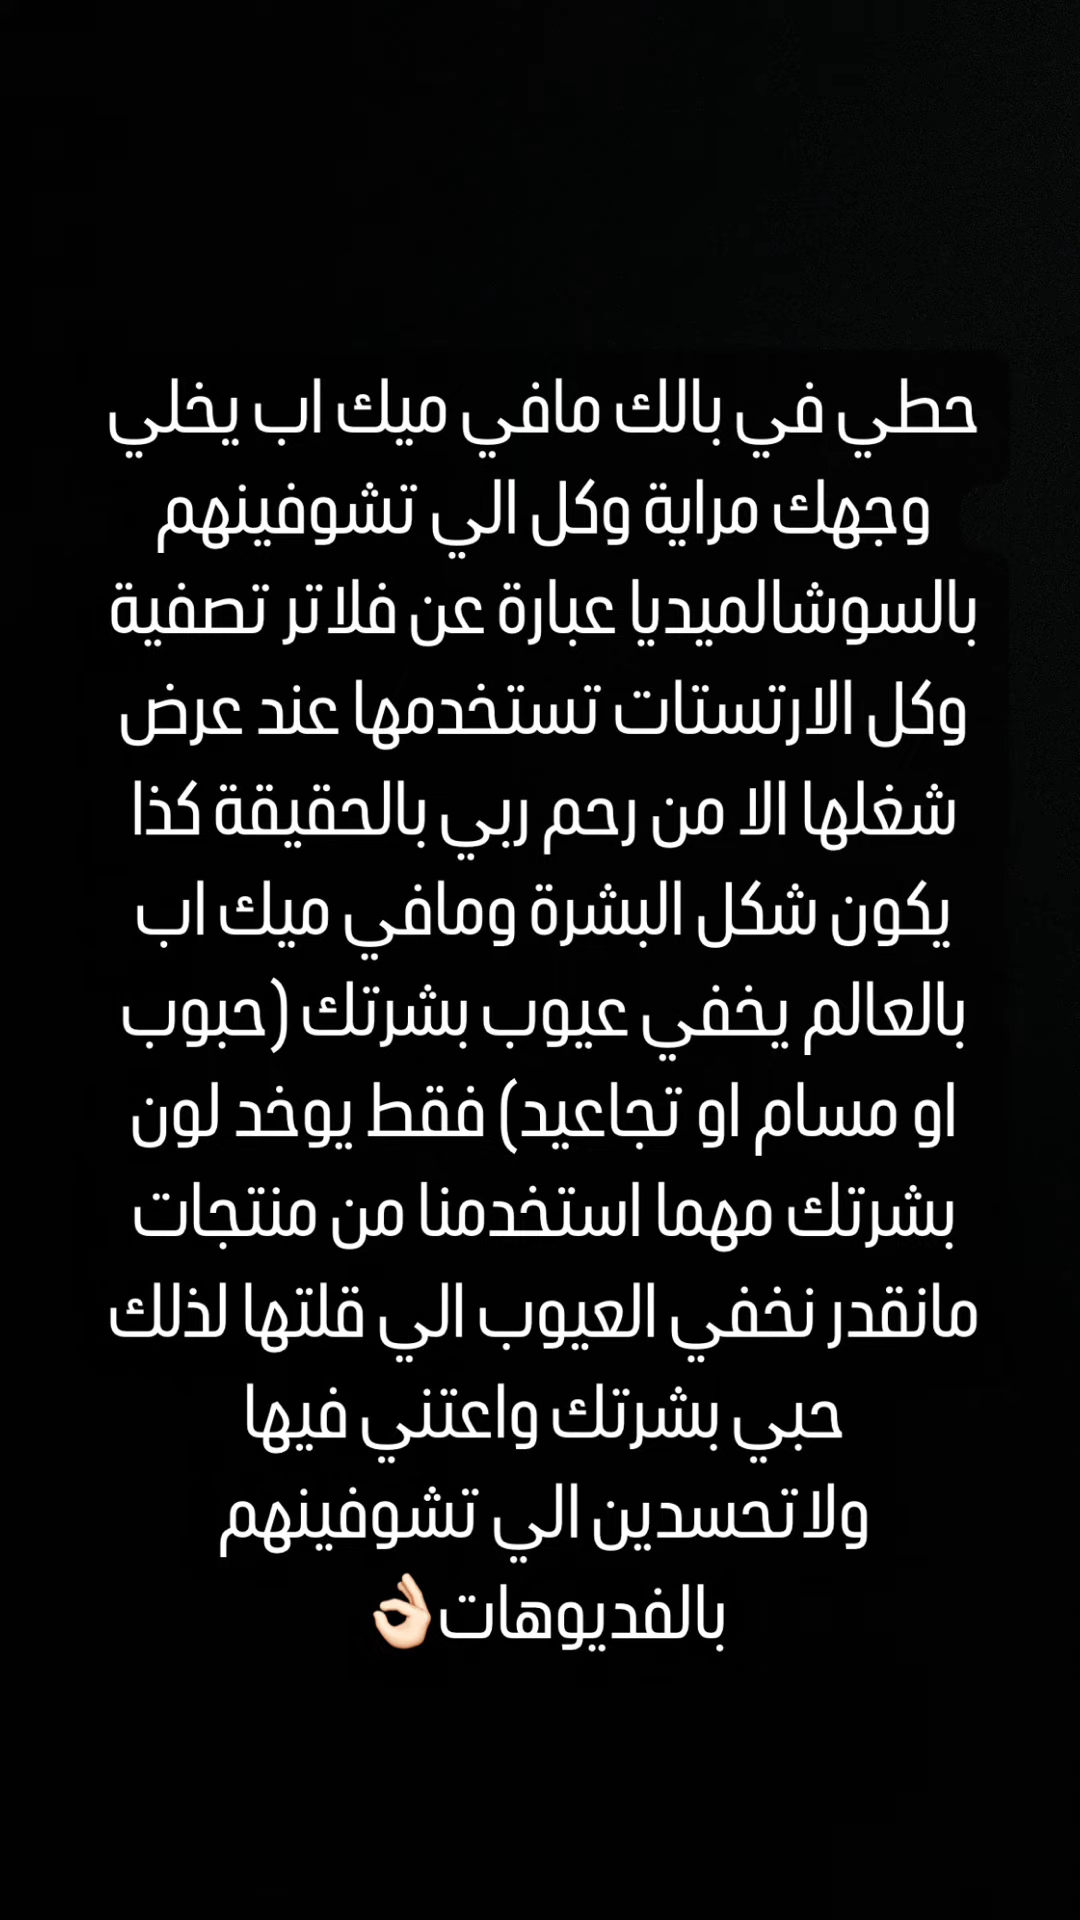 حطي في بالك مافي ميك اب يخلي
وجهك مراية وكل الي تشوفينهم
بالسوشالميديا عبارة عن فلاتر تصفية
وكل الارتستات تستخدمها عند عرض
شغلها الا من رحم ربي بالحقيقة كذا
يكون شكل البشرة ومافي ميك اب
بالعالم يخفي عيوب بشرتك (حبوب
او مسام او تجاعيد) فقط يوخد لون
بشرتك مهما استخدمنا من منتجات
مانقدر نخفي العيوب الي قلتها لذلك
حبي بشرتك واعتني فيها
ولاتحسدين الي تشوفينهم
بالفديوهات👌🏻